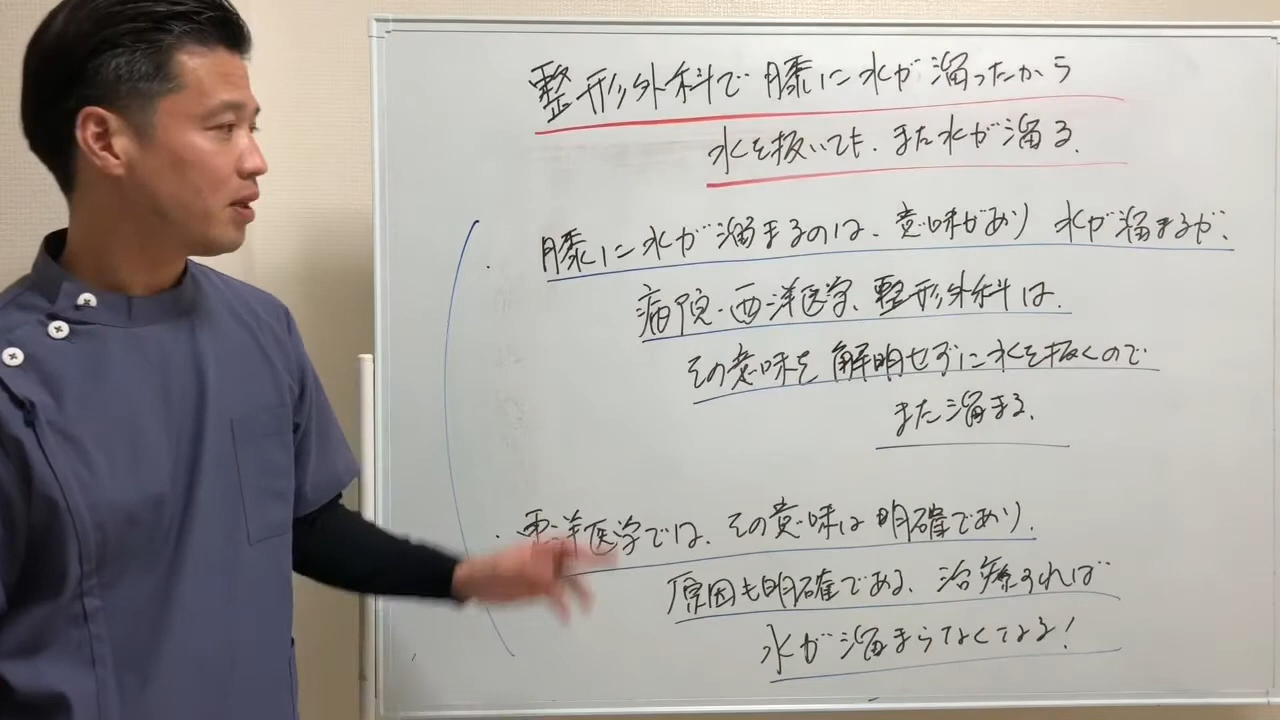 整形外科で膝に水が溜ったから
水を抜いても、また水が溜る。
・膝に水が溜まるのは、意味があり 水が溜まるが、
病院・西洋医学、整形外科は、
その意味を解明せずに水を抜くので
また溜まる。
・東洋医学では、その意味は明確であり、
原因も明確である、治療すれば
水が溜まらなくてなる！